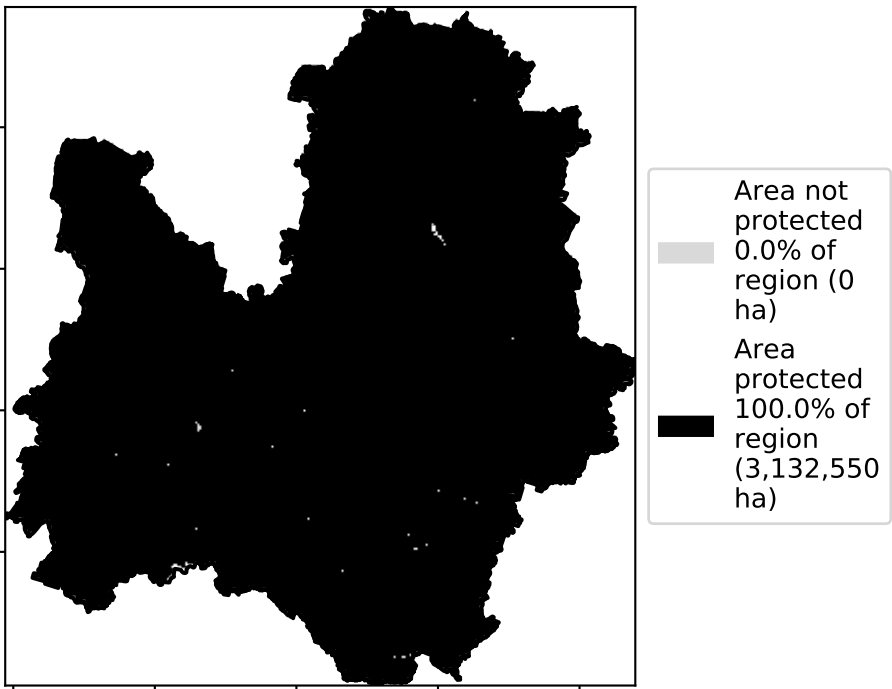 Area not
protected
0.0% of
region (0
ha)
Area
protected
100.0% of
region
(3,132,550
ha)